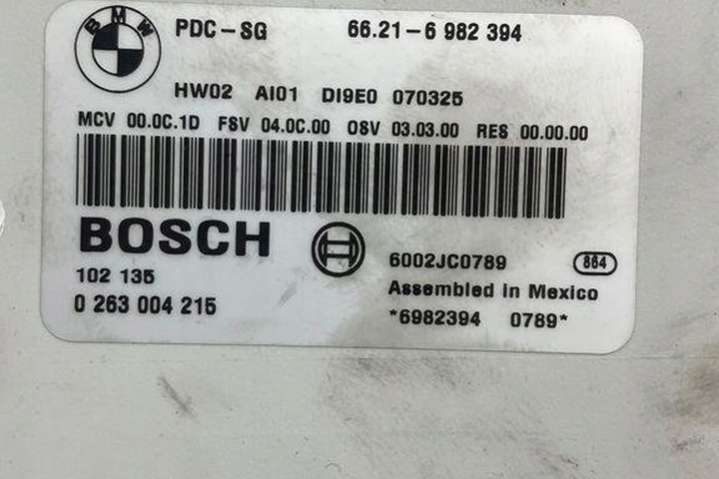 BMW
PDC-SG 66.21-6 982 394
HW02 AI01 DI9E0 070325
MCV 00.0C.1D FSV 04.0C.00 OSV 03.03.00 RES 00.00.00
BOSCH
102 135
0 263 004 215
6002JC0789 864
Assembled in Mexico
*6982394 0789*